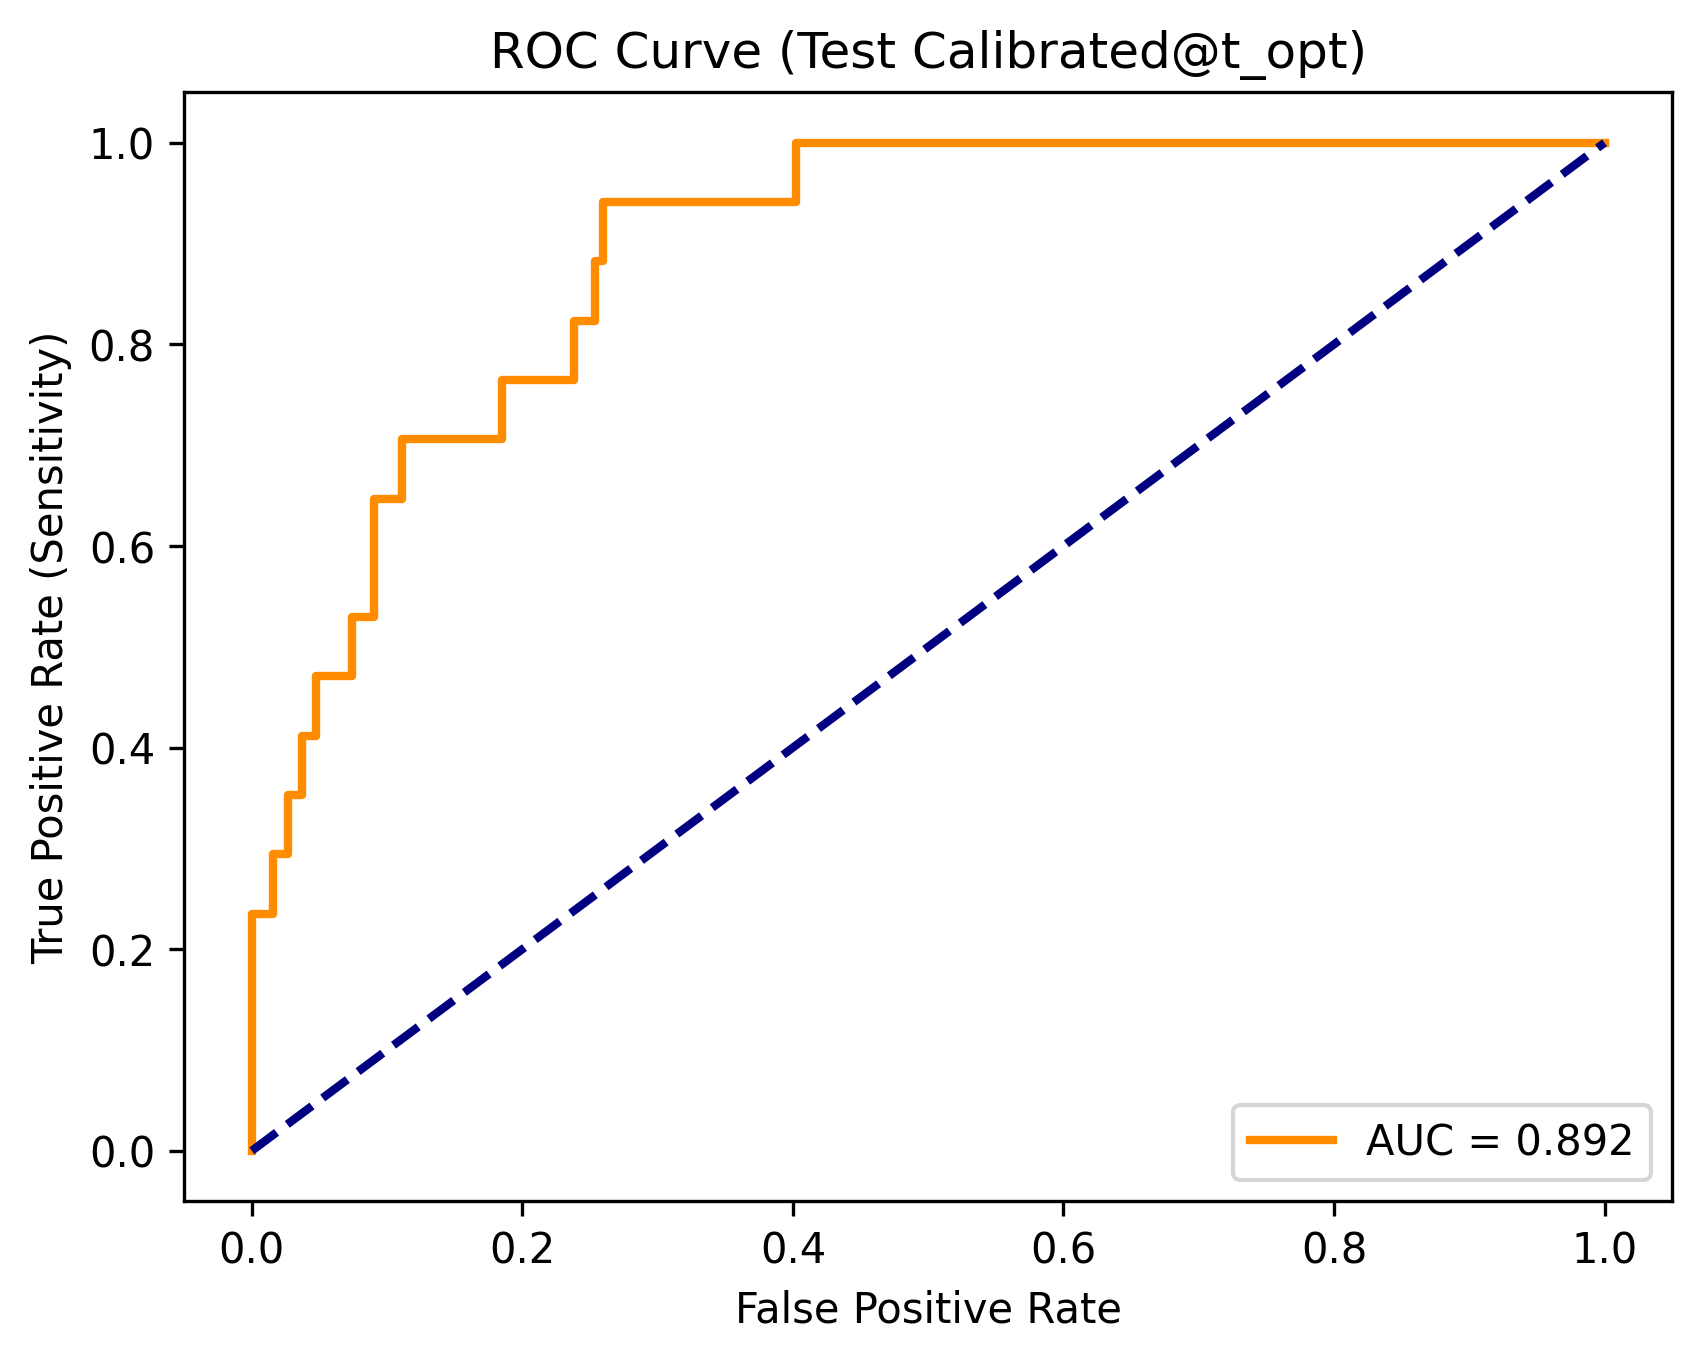 ROC Curve (Test Calibrated@t_opt)
True Positive Rate (Sensitivity)
1.0
0.8
0.6
0.4
0.2
0.0
AUC = 0.892
0.0 0.2 0.4 0.6 0.8 1.0
False Positive Rate